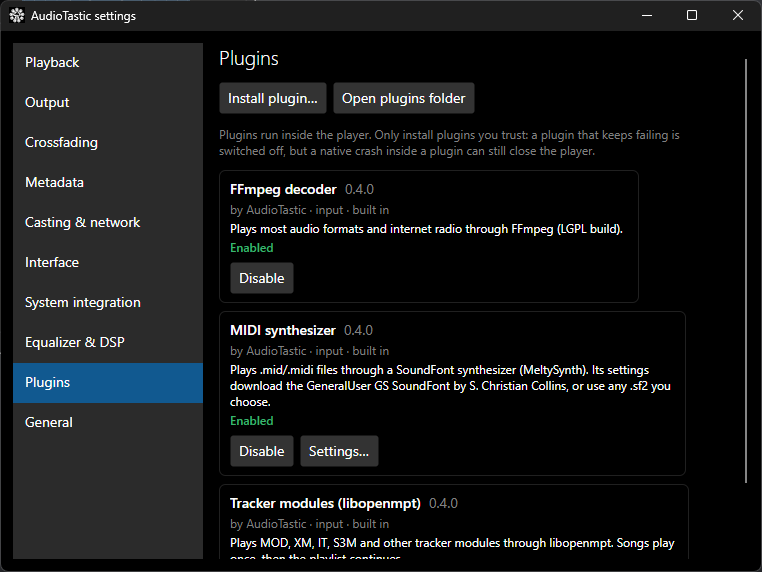 AudioTastic settings
Playback
Output
Crossfading
Metadata
Casting & network
Interface
System integration
Equalizer & DSP
Plugins
General
Plugins
Install plugin...
Open plugins folder
Plugins run inside the player. Only install plugins you trust: a plugin that keeps failing is
switched off, but a native crash inside a plugin can still close the player.
FFmpeg decoder 0.4.0
by AudioTastic · input · built in
Plays most audio formats and internet radio through FFmpeg (LGPL build).
Enabled
Disable
MIDI synthesizer 0.4.0
by AudioTastic · input · built in
Plays .mid/.midi files through a SoundFont synthesizer (MeltySynth). Its settings
download the GeneralUser GS SoundFont by S. Christian Collins, or use any .sf2 you
choose.
Enabled
Disable
Settings...
Tracker modules (libopenmpt) 0.4.0
by AudioTastic · input · built in
Plays MOD, XM, IT, S3M and other tracker modules through libopenmpt. Songs play
once, then the playlist continues.